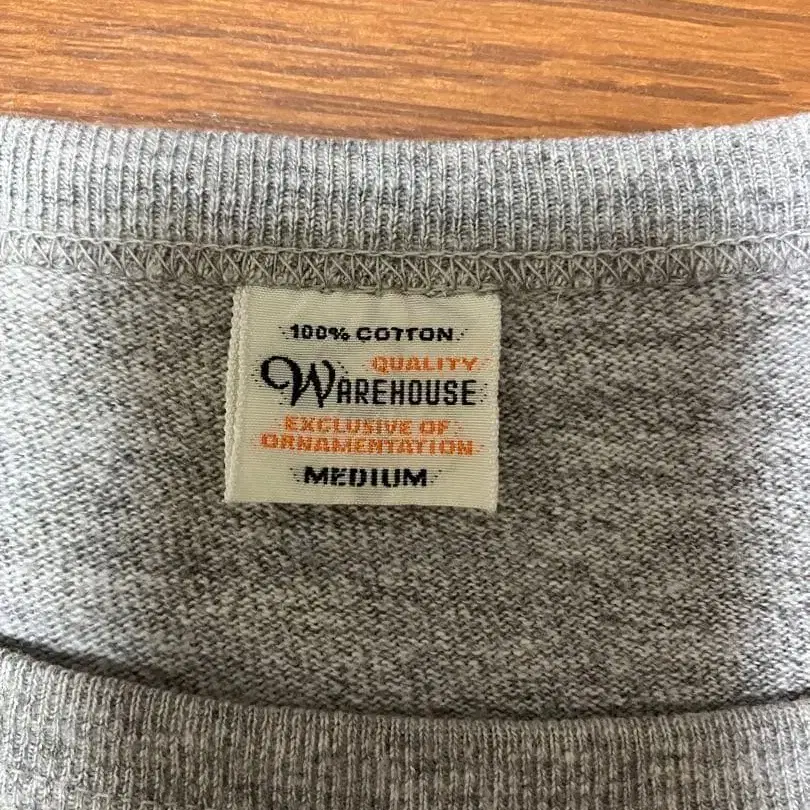 100% COTTON
QUALITY
WAREHOUSE
EXCLUSIVE OF
ORNAMENTATION
MEDIUM